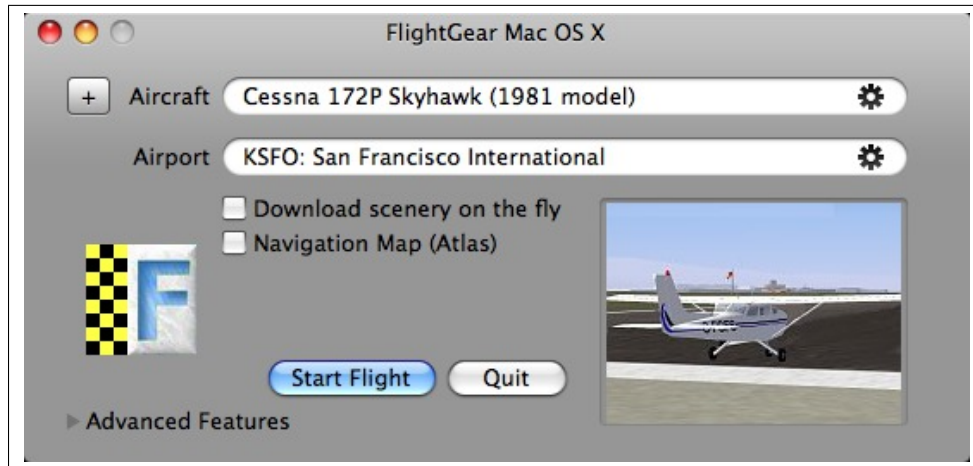 FlightGear Mac OS X
+ Aircraft Cessna 172P Skyhawk (1981 model)
Airport KSFO: San Francisco International
Download scenery on the fly
Navigation Map (Atlas)
F
Start Flight Quit
Advanced Features